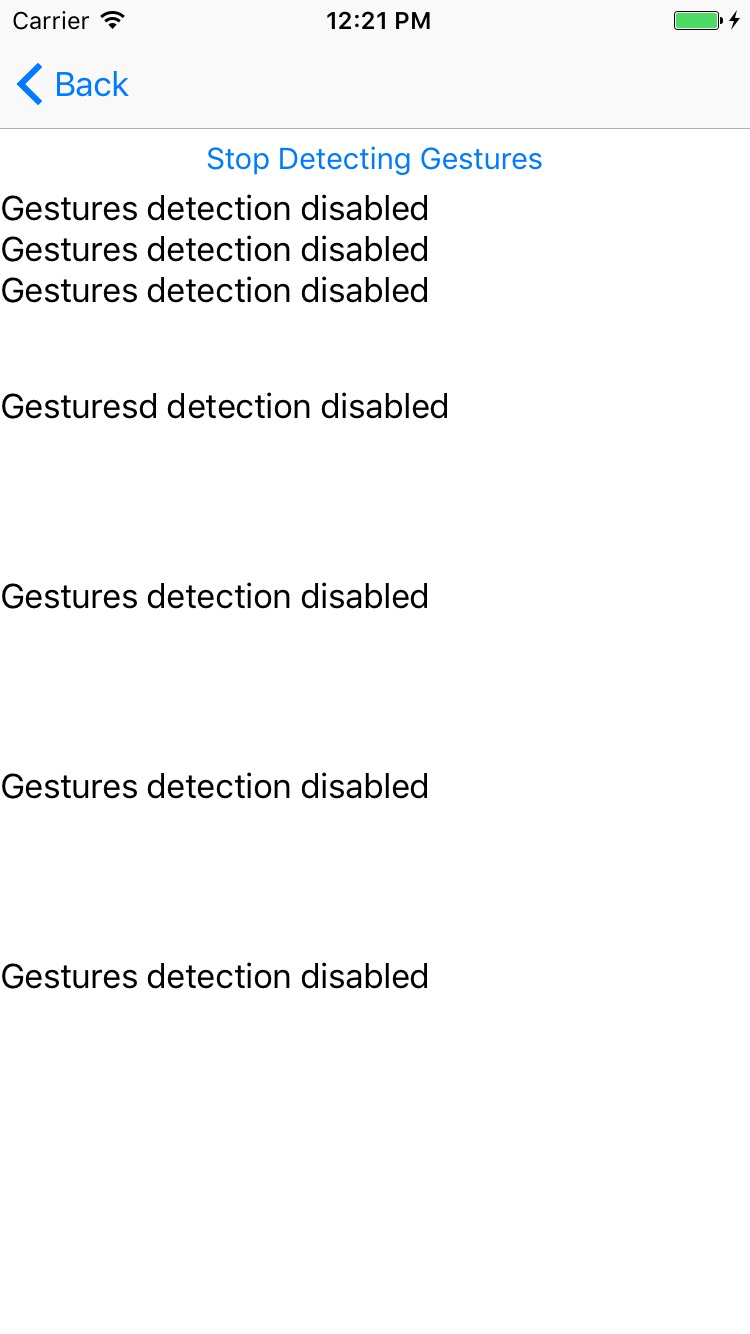 Carrier 12:21 PM
Back
Stop Detecting Gestures
Gestures detection disabled
Gestures detection disabled
Gestures detection disabled
Gesturesd detection disabled
Gestures detection disabled
Gestures detection disabled
Gestures detection disabled